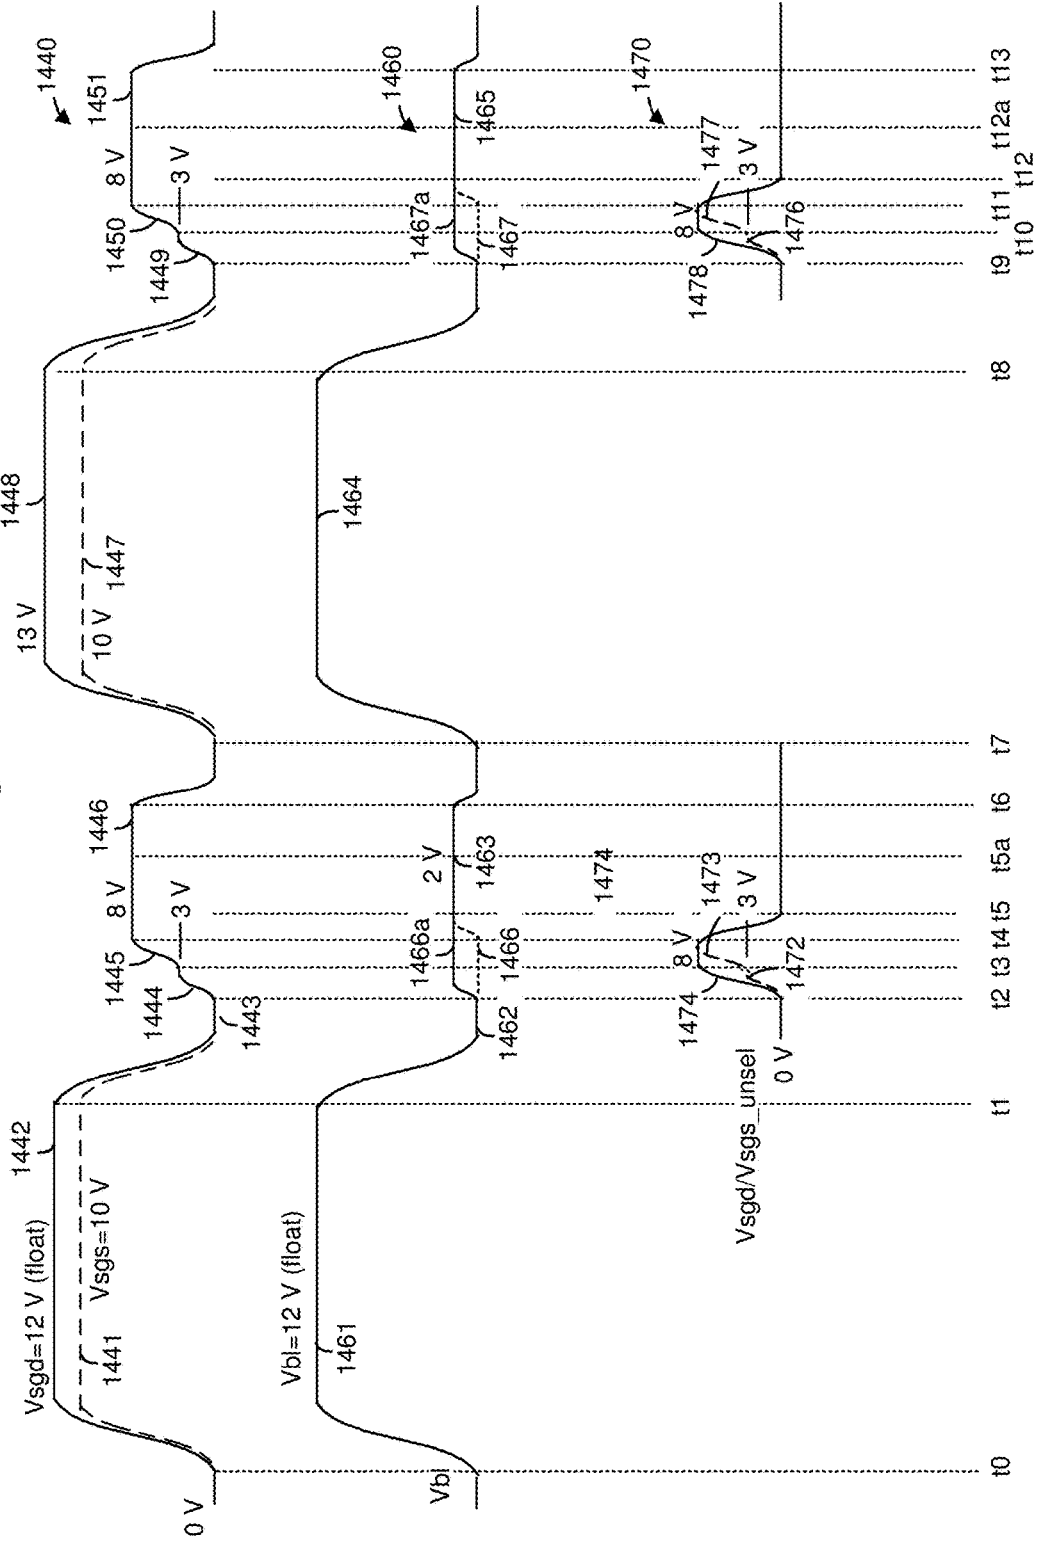 1440
Vsgd=12 V (float)
1442
1441
Vsgs=10 V
0 V
1443
1444
1445
3 V
8 V
1446
13 V
1448
10 V
1447
1449
1450
3 V
8 V
1451
1460
Vbl
Vbl=12 V (float)
1461
1462
1466
1466a
2 V
1463
1464
1467
1467a
1465
1470
Vsgd/Vsgs_unsel
0 V
1474
8 V
1472
1473
3 V
1474
1478
8 V
1476
1477
3 V
t0
t1
t2
t3
t4
t5
t5a
t6
t7
t8
t9
t10
t11
t12
t12a
t13